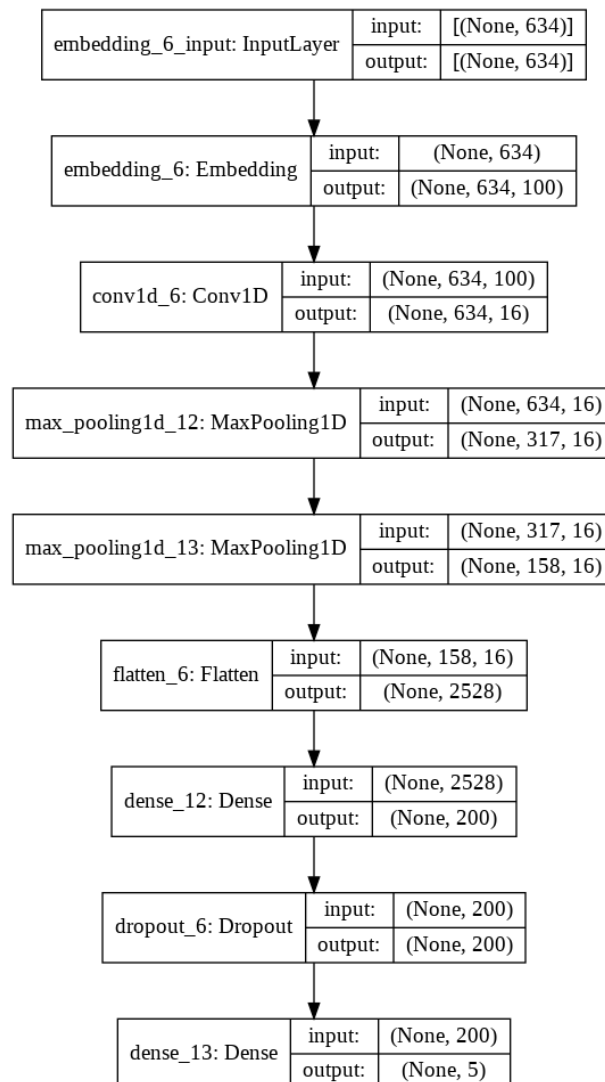 embedding_6_input: InputLayer
input:
[(None, 634)]
output:
[(None, 634)]
embedding_6: Embedding
input:
(None, 634)
output:
(None, 634, 100)
conv1d_6: Conv1D
input:
(None, 634, 100)
output:
(None, 634, 16)
max_pooling1d_12: MaxPooling1D
input:
(None, 634, 16)
output:
(None, 317, 16)
max_pooling1d_13: MaxPooling1D
input:
(None, 317, 16)
output:
(None, 158, 16)
flatten_6: Flatten
input:
(None, 158, 16)
output:
(None, 2528)
dense_12: Dense
input:
(None, 2528)
output:
(None, 200)
dropout_6: Dropout
input:
(None, 200)
output:
(None, 200)
dense_13: Dense
input:
(None, 200)
output:
(None, 5)